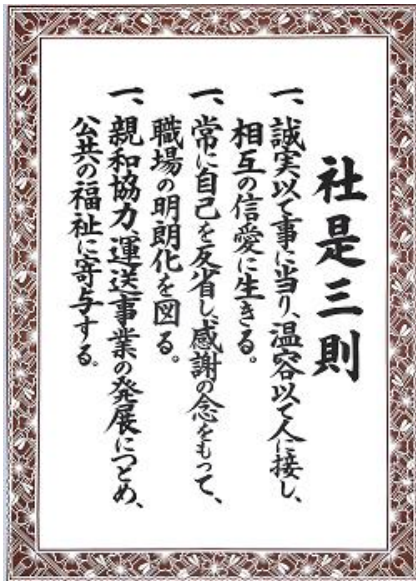 社是三則
一、誠実以て事に当り、温容以て人に接し、
相互の信愛に生きる。
一、常に自己を反省し、感謝の念をもって、
職場の明朗化を図る。
一、親和協力、運送事業の発展につとめ、
公共の福祉に寄与する。